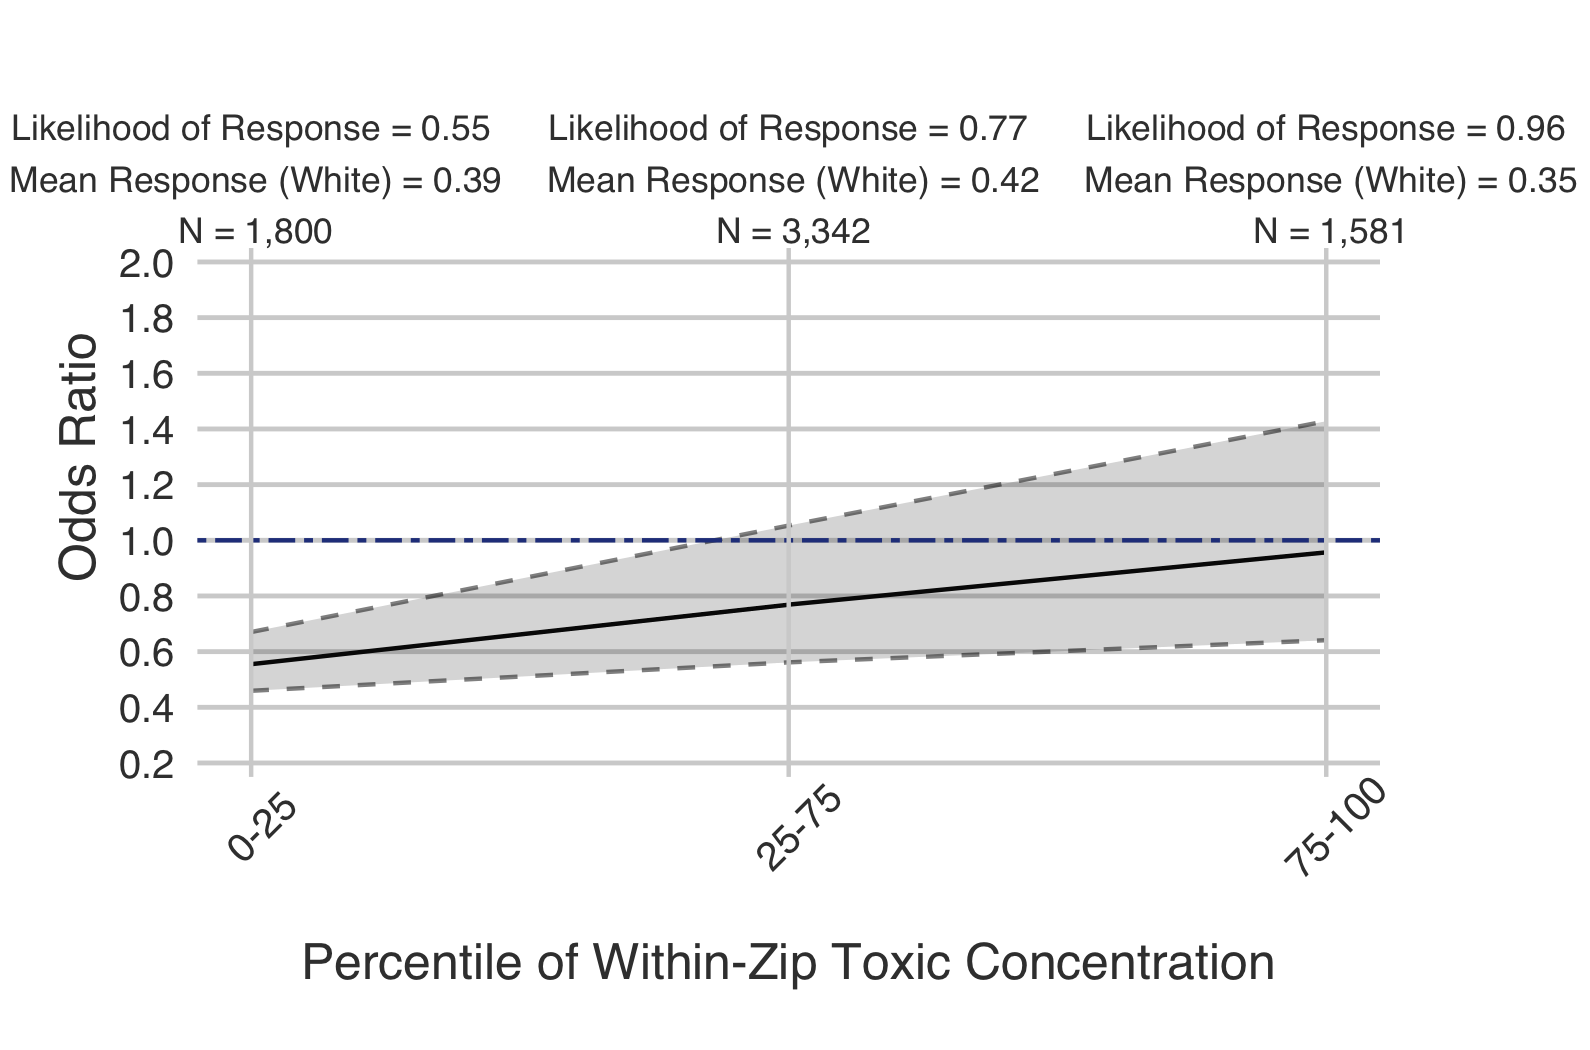 Likelihood of Response = 0.55 Likelihood of Response = 0.77 Likelihood of Response = 0.96
Mean Response (White) = 0.39 Mean Response (White) = 0.42 Mean Response (White) = 0.35
N = 1,800 N = 3,342 N = 1,581
2.0
1.8
1.6
1.4
1.2
1.0
0.8
0.6
0.4
0.2
Odds Ratio
0-25 25-75 75-100
Percentile of Within-Zip Toxic Concentration